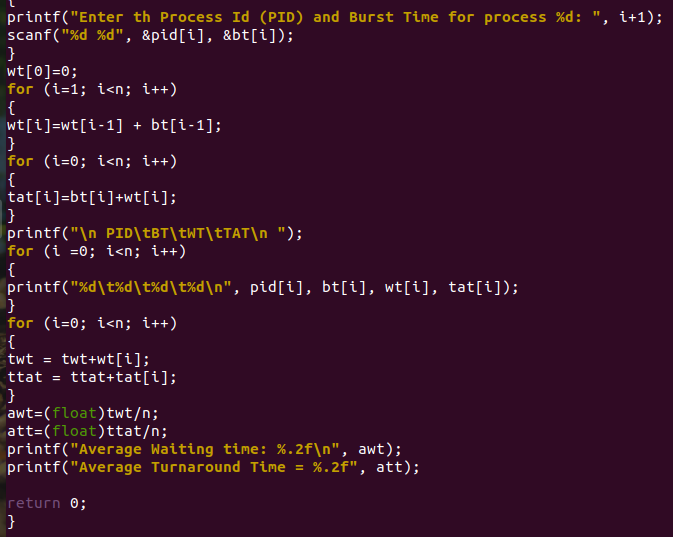 {
printf("Enter th Process Id (PID) and Burst Time for process %d: ", i+1);
scanf("%d %d", &pid[i], &bt[i]);
}
wt[0]=0;
for (i=1; i<n; i++)
{
wt[i]=wt[i-1] + bt[i-1];
}
for (i=0; i<n; i++)
{
tat[i]=bt[i]+wt[i];
}
printf("\n PID\tBT\tWT\tTAT\n ");
for (i =0; i<n; i++)
{
printf("%d\t%d\t%d\t%d\n", pid[i], bt[i], wt[i], tat[i]);
}
for (i=0; i<n; i++)
{
twt = twt+wt[i];
ttat = ttat+tat[i];
}
awt=(float)twt/n;
att=(float)ttat/n;
printf("Average Waiting time: %.2f\n", awt);
printf("Average Turnaround Time = %.2f", att);
return 0;
}